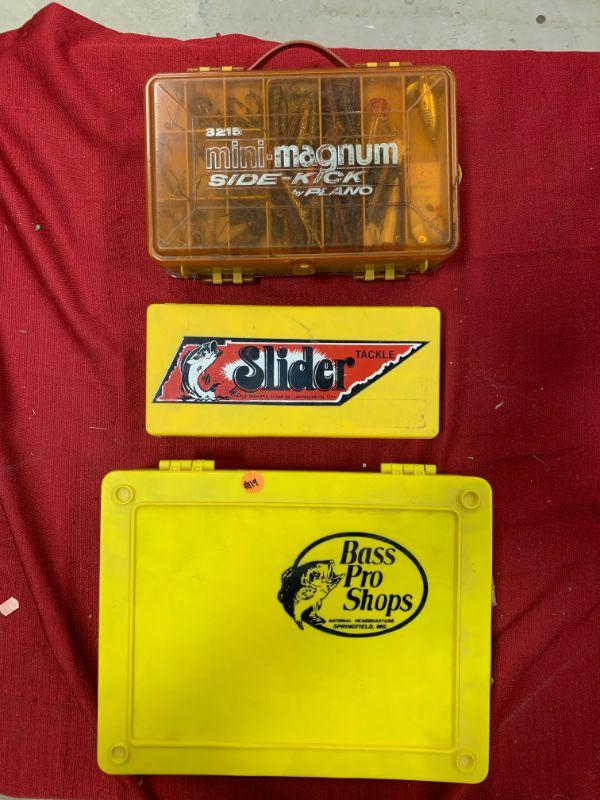 3215
mini-magnum
SIDE-KICK
by PLANO
Slider
TACKLE
#19
Bass
Pro
Shops
NATIONAL HEADQUARTERS
SPRINGFIELD, MO.